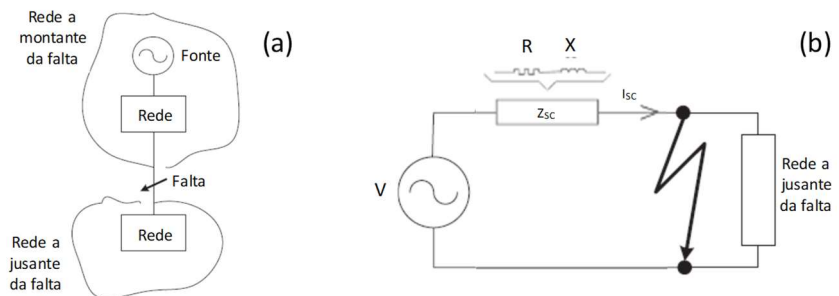 Rede a
montante
da falta
Fonte
Rede
Falta
Rede
Rede a
jusante
da falta
(a)
(b)
R X
Z_SC
I_SC
V
Rede a
jusante
da falta